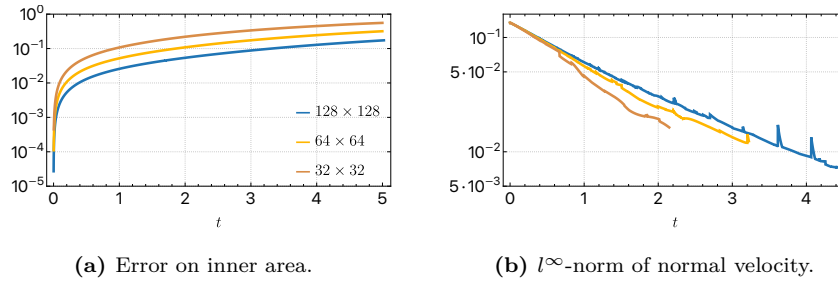 10⁰
10⁻¹
10⁻²
10⁻³
10⁻⁴
10⁻⁵
0 1 2 3 4 5
t
128 × 128
64 × 64
32 × 32
10⁻¹
5·10⁻²
10⁻²
5·10⁻³
0 1 2 3 4
t
(a) Error on inner area.
(b) l∞-norm of normal velocity.